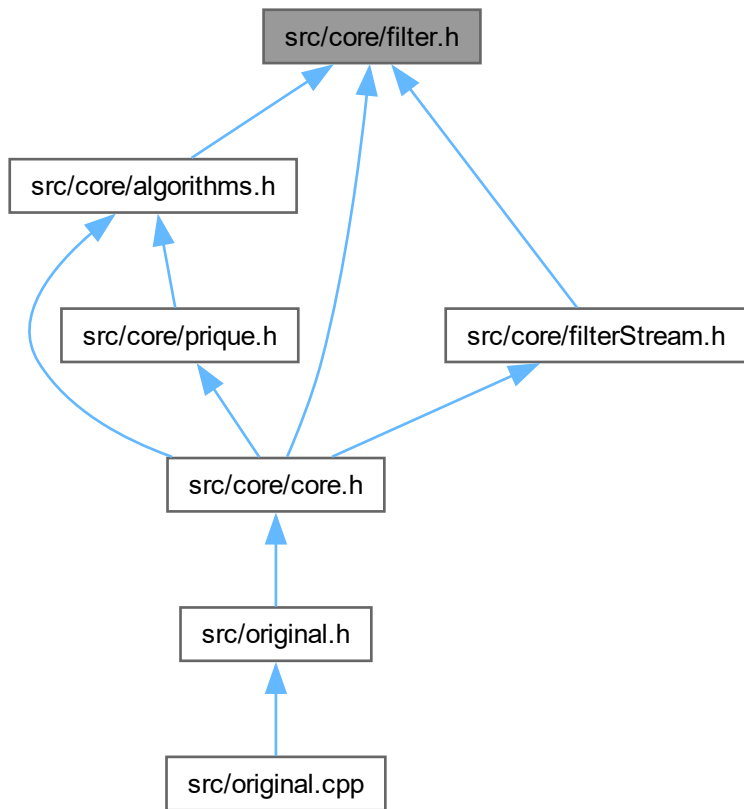 src/core/filter.h
src/core/algorithms.h
src/core/prique.h
src/core/filterStream.h
src/core/core.h
src/original.h
src/original.cpp